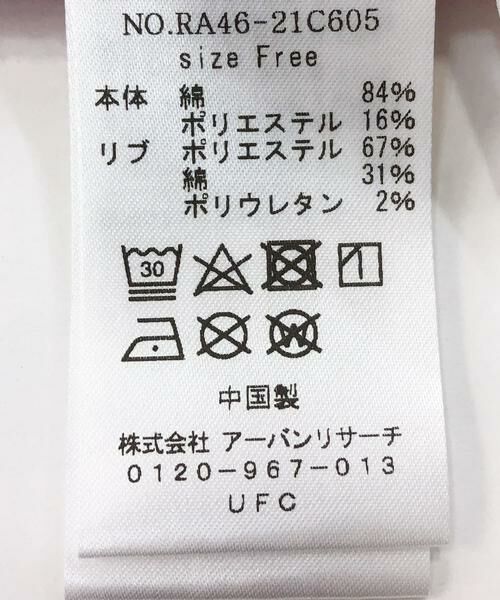 NO.RA46-21C605
size Free
本体 綿 84%
ポリエステル 16%
リブ ポリエステル 67%
綿 31%
ポリウレタン 2%
30
W
中国製
株式会社 アーバンリサーチ
0120-967-013
UFC